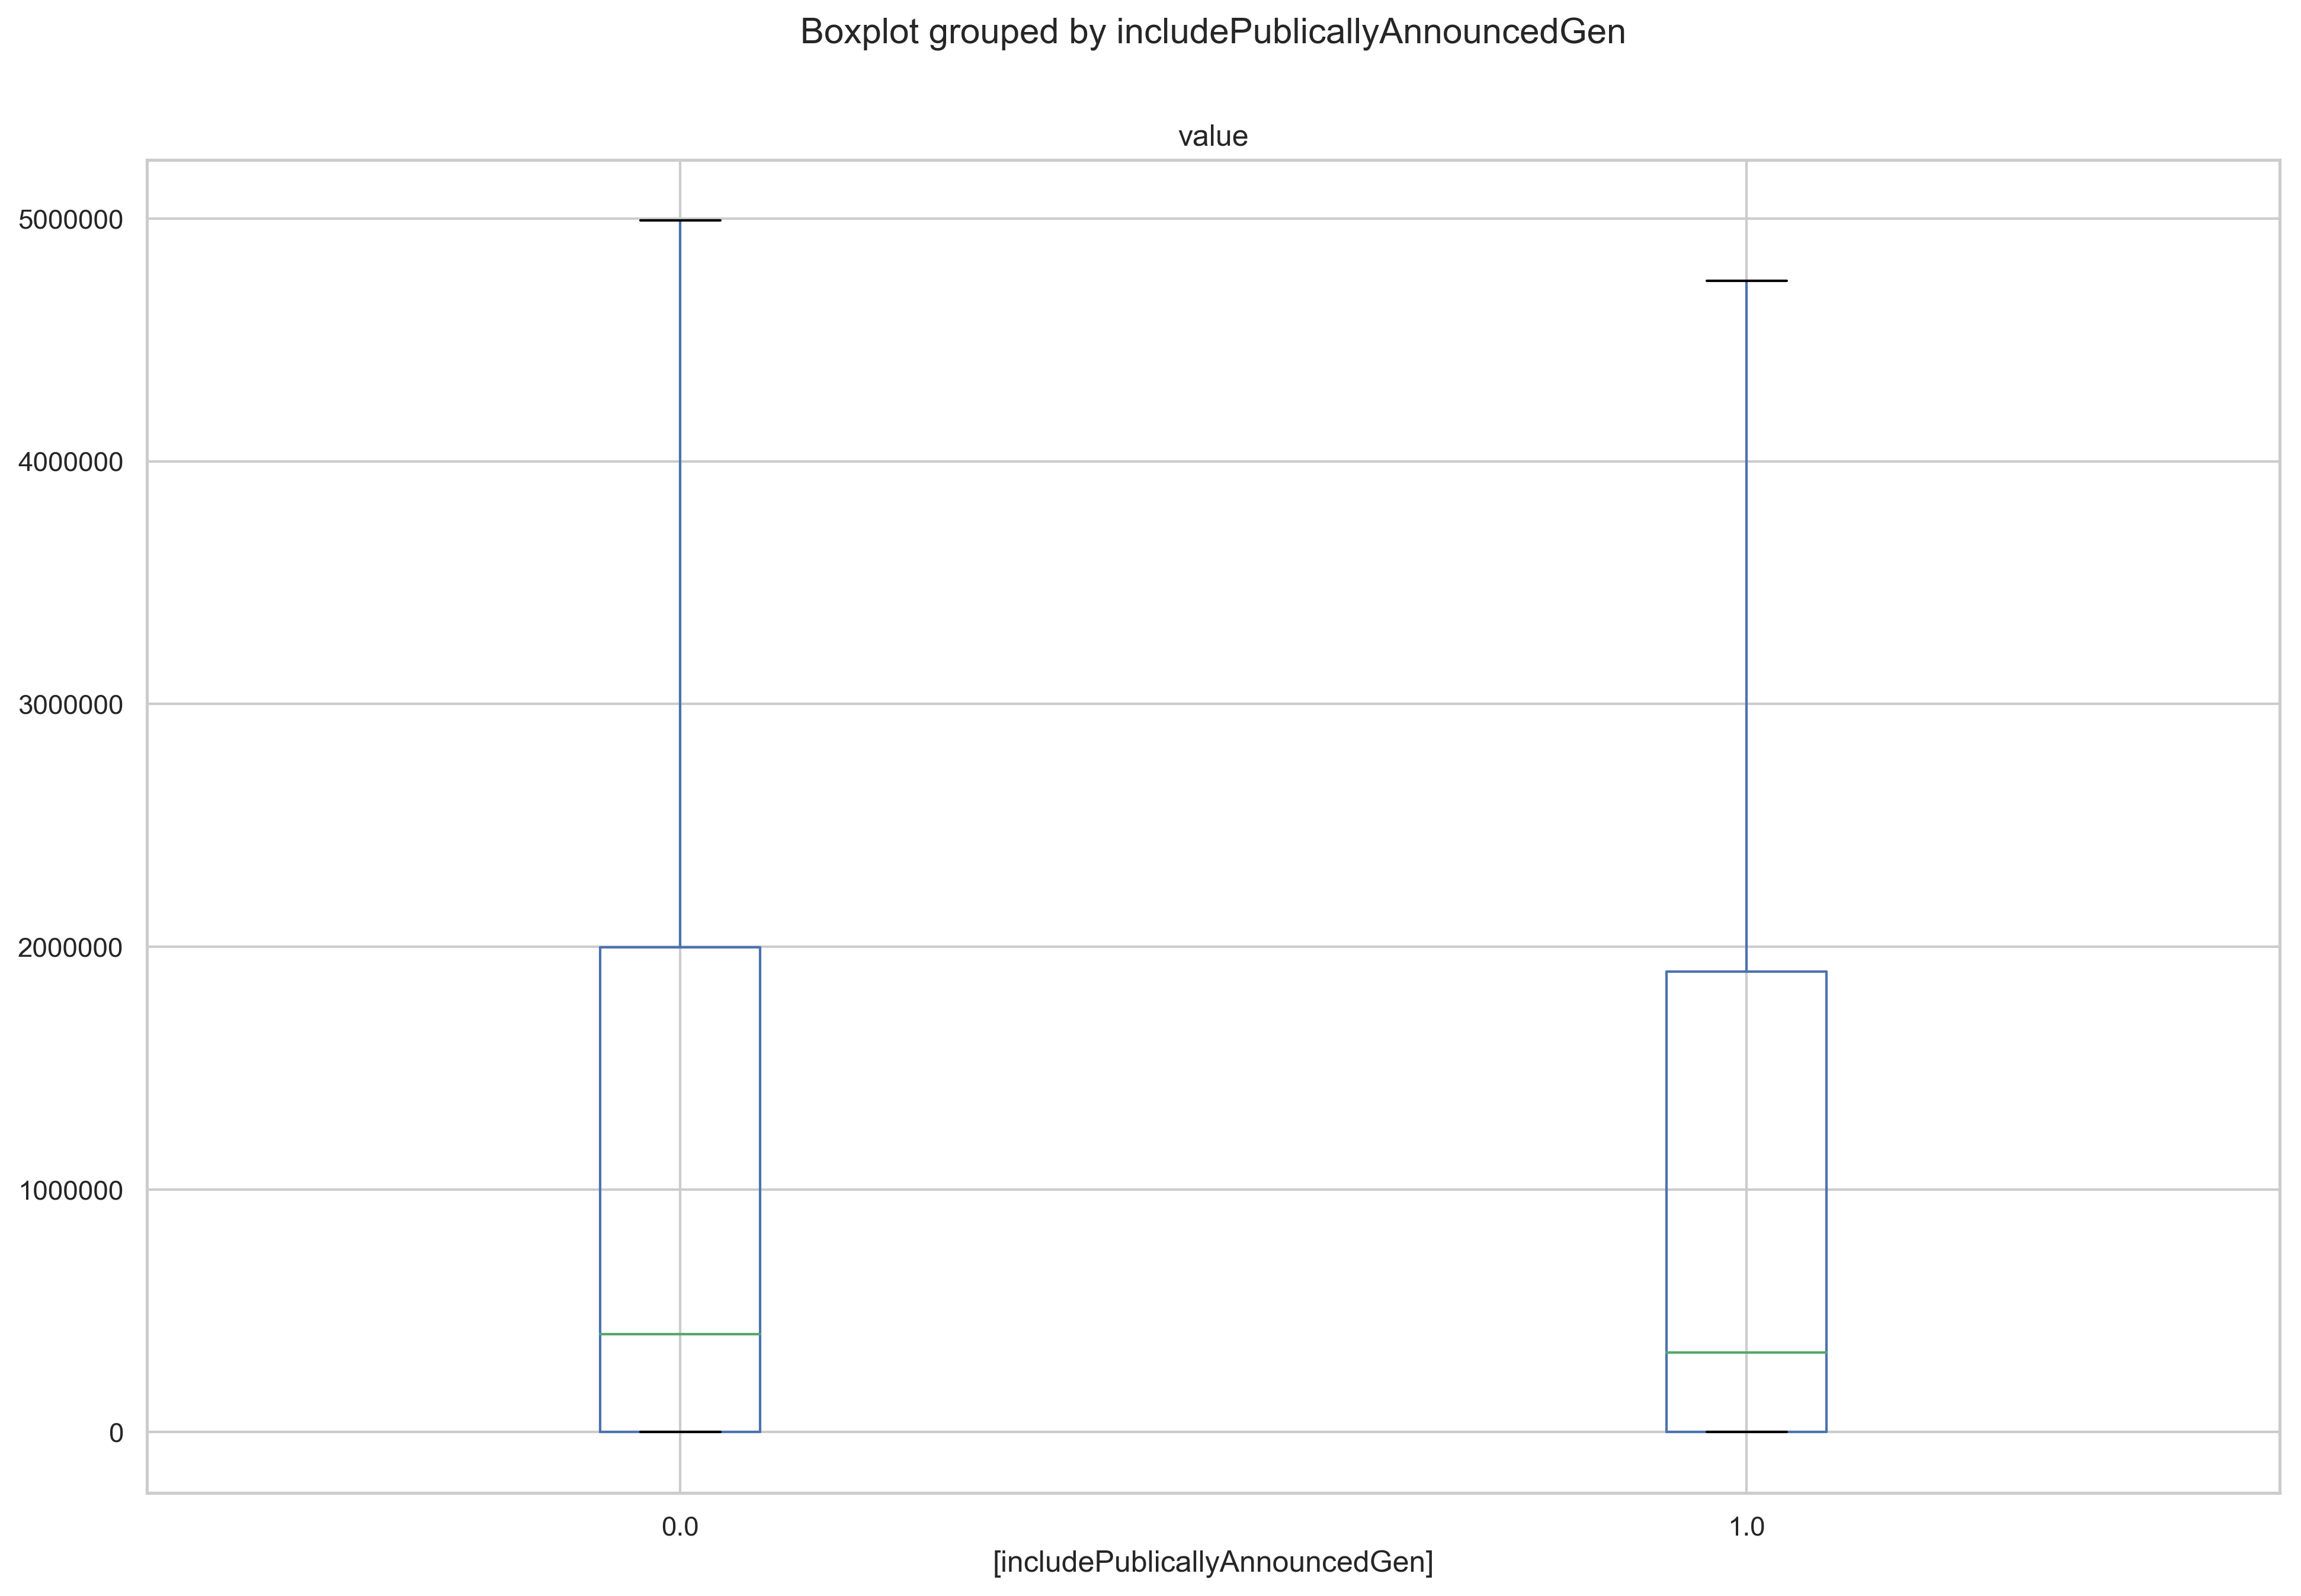 Boxplot grouped by includePublicallyAnnouncedGen
value
5000000
4000000
3000000
2000000
1000000
0
0.0 1.0
[includePublicallyAnnouncedGen]